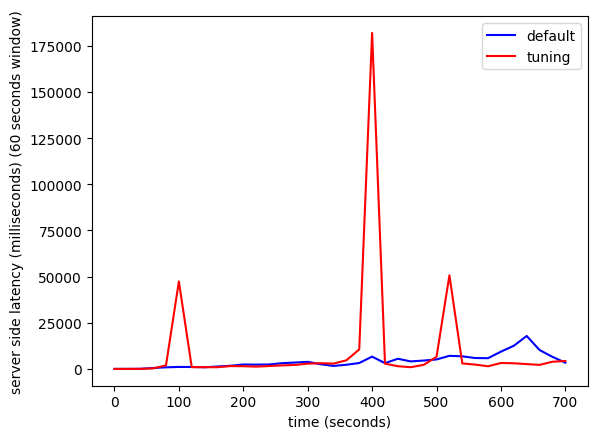 default
tuning
server side latency (milliseconds) (60 seconds window)
175000
150000
125000
100000
75000
50000
25000
0
0 100 200 300 400 500 600 700
time (seconds)